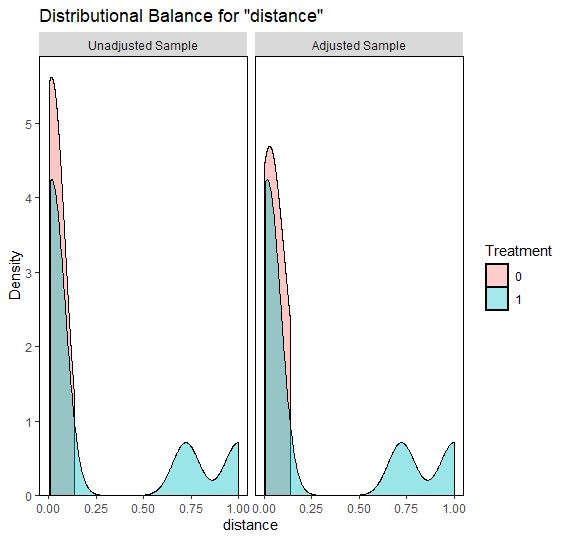 Distributional Balance for "distance"
Unadjusted Sample
Adjusted Sample
Density
5
4
3
2
1
0
0.00 0.25 0.50 0.75 1.00
0.00 0.25 0.50 0.75 1.00
distance
Treatment
0
1